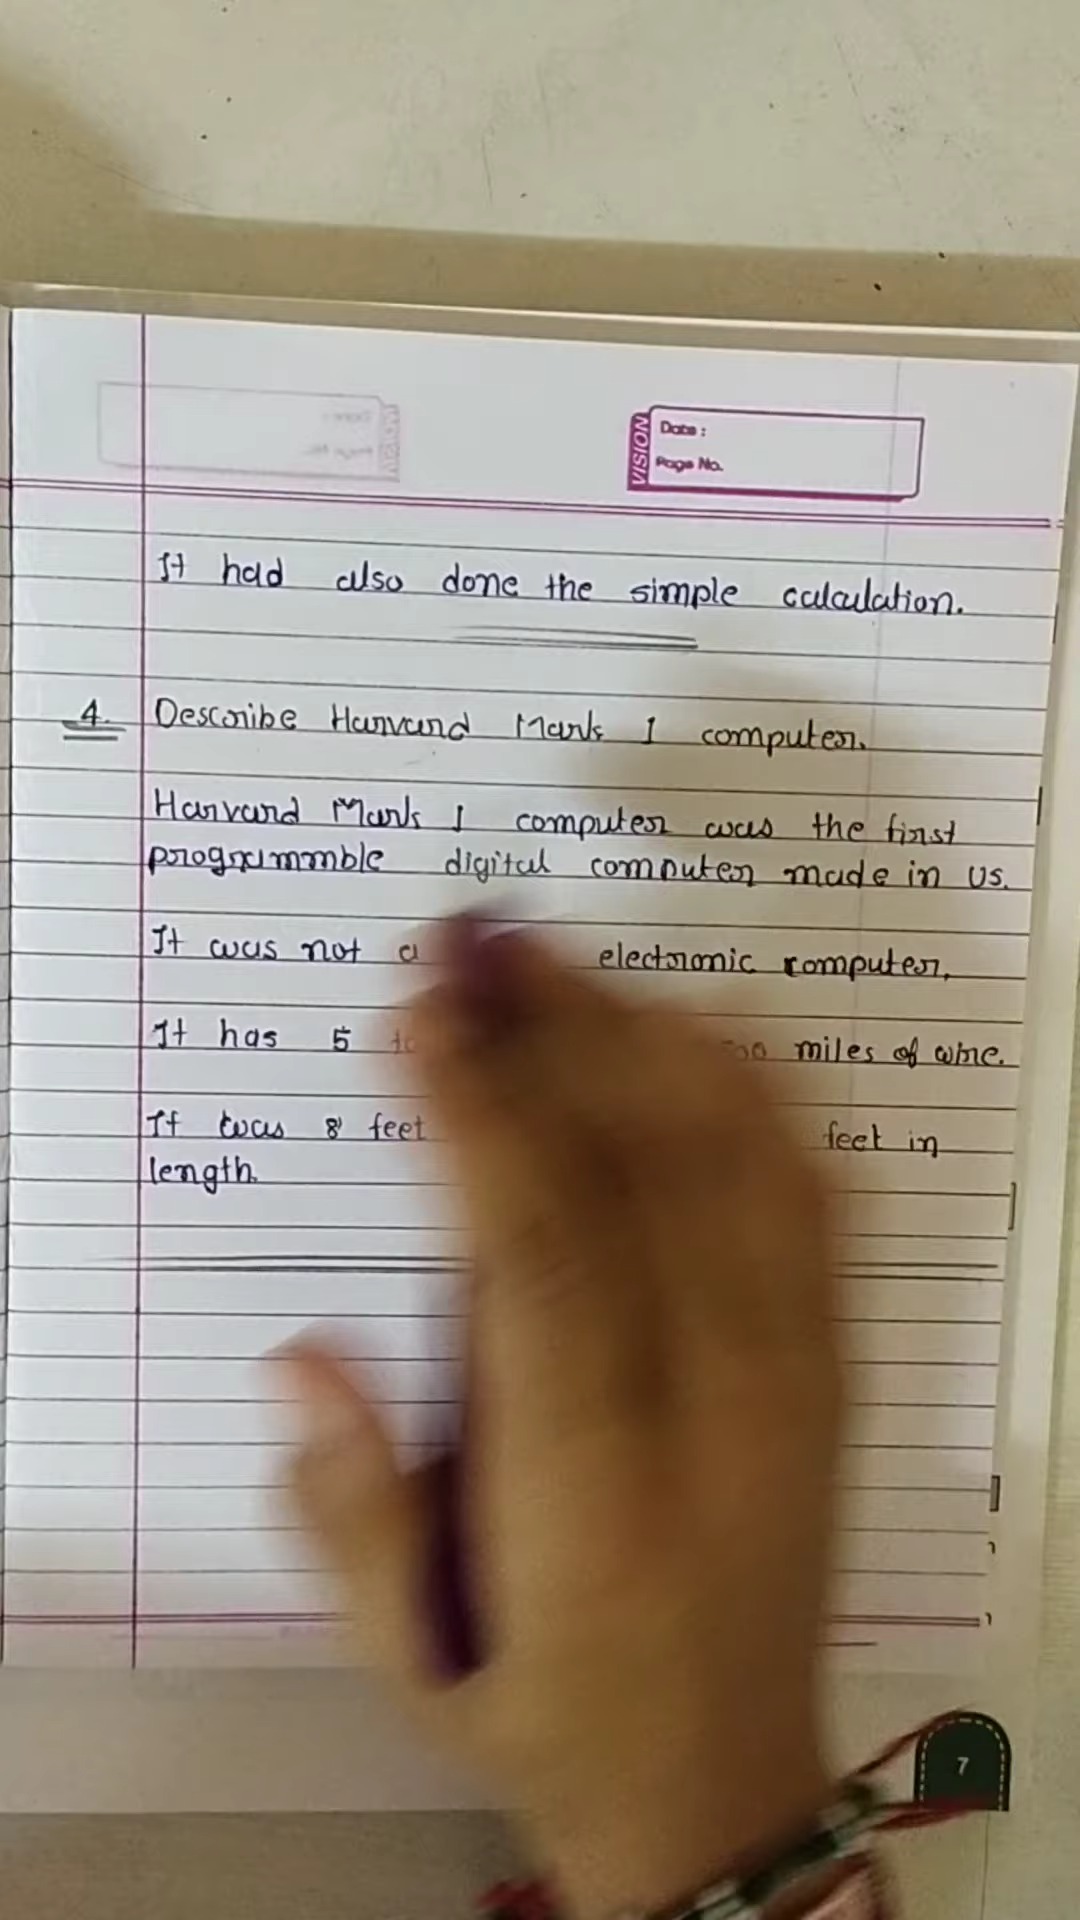 VISION
Date :
Page No.
It had also done the simple calculation.
4. Describe Harvard Mark I computer.
Harvard Mark I computer was the first
programmble digital computer made in US.
It was not a electronic computer.
It has 5 miles of wire.
It was 8 feet feet in
length.
7